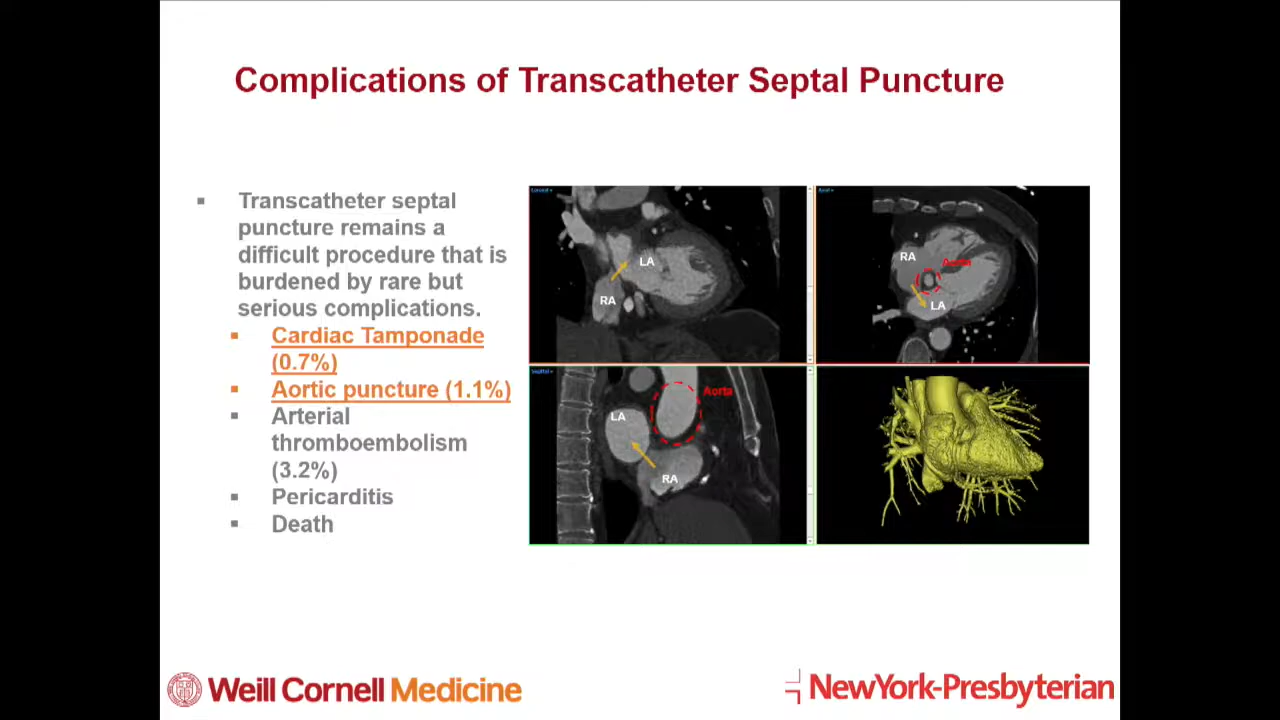 Complications of Transcatheter Septal Puncture
▪ Transcatheter septal
puncture remains a
difficult procedure that is
burdened by rare but
serious complications.
▪ Cardiac Tamponade
(0.7%)
▪ Aortic puncture (1.1%)
▪ Arterial
thromboembolism
(3.2%)
▪ Pericarditis
▪ Death
LA
RA
RA
Aorta
LA
LA
Aorta
RA
Weill Cornell Medicine
NewYork-Presbyterian